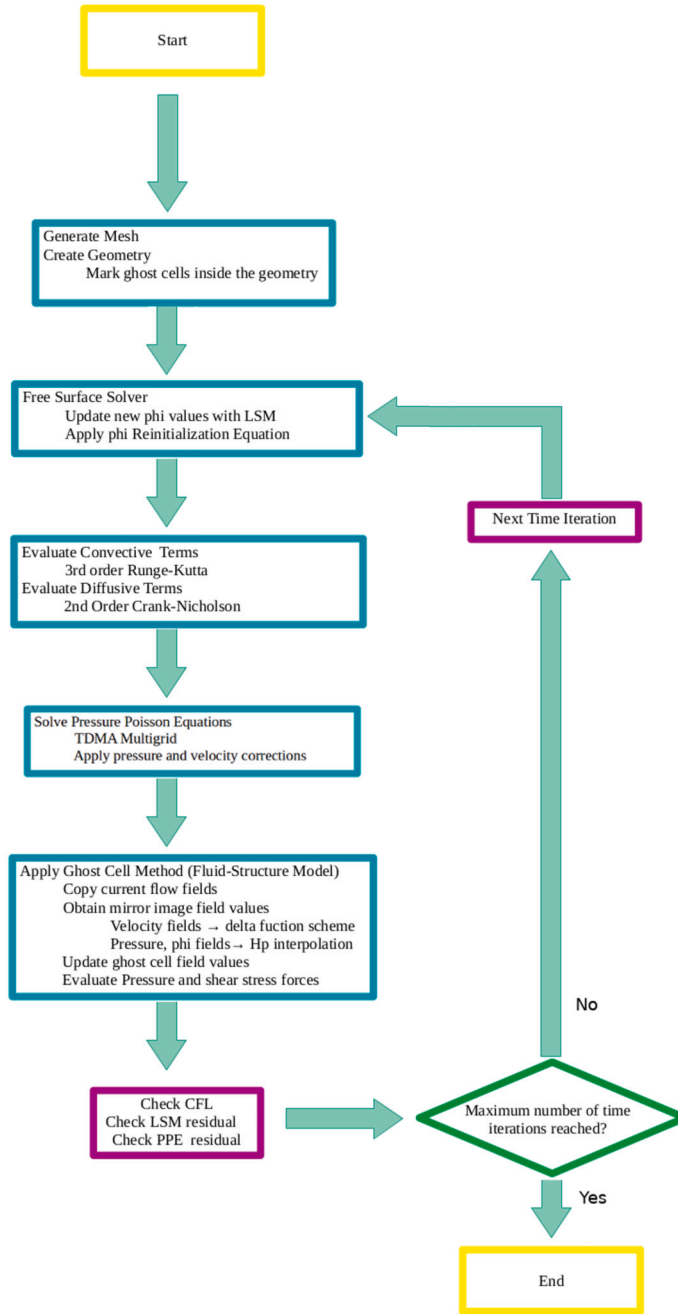 Start
Generate Mesh
Create Geometry
Mark ghost cells inside the geometry
Free Surface Solver
Update new phi values with LSM
Apply phi Reinitialization Equation
Next Time Iteration
Evaluate Convective Terms
3rd order Runge-Kutta
Evaluate Diffusive Terms
2nd Order Crank-Nicholson
Solve Pressure Poisson Equations
TDMA Multigrid
Apply pressure and velocity corrections
Apply Ghost Cell Method (Fluid-Structure Model)
Copy current flow fields
Obtain mirror image field values
Velocity fields → delta fuction scheme
Pressure, phi fields→ Hp interpolation
Update ghost cell field values
Evaluate Pressure and shear stress forces
No
Check CFL
Check LSM residual
Check PPE residual
Maximum number of time
iterations reached?
Yes
End